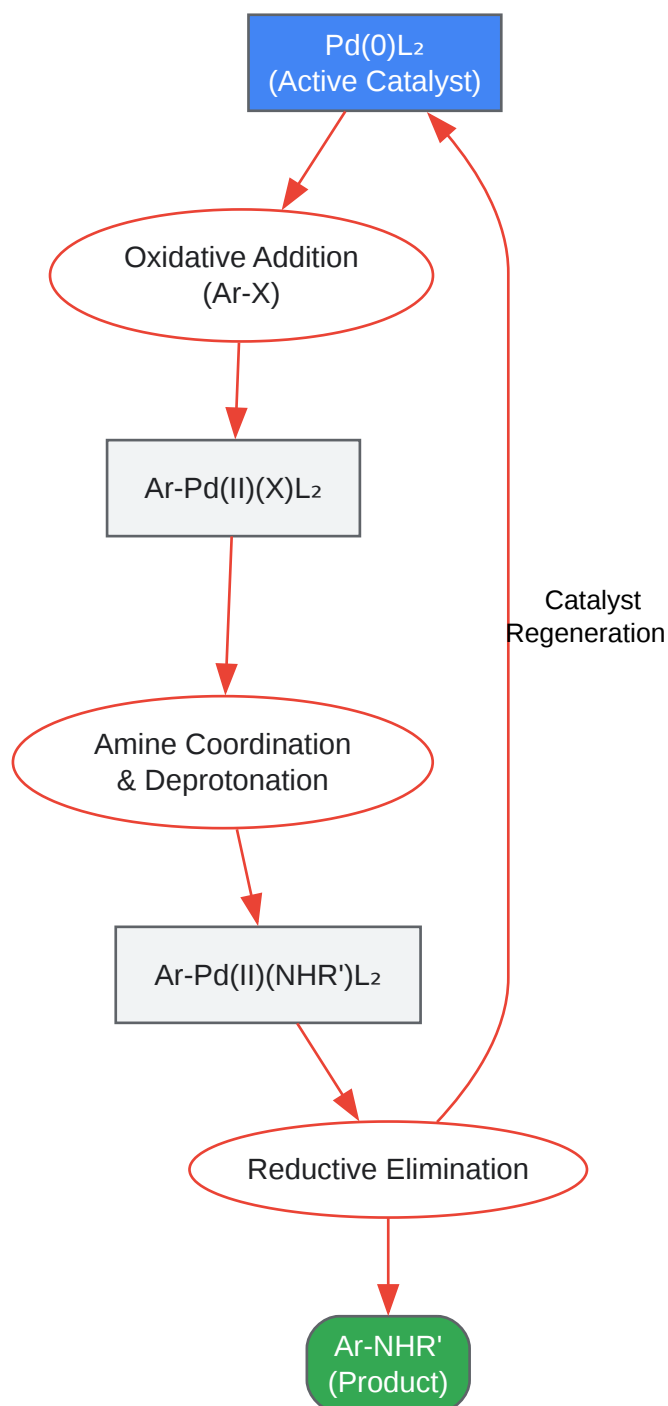 Pd(0)L₂
(Active Catalyst)
Oxidative Addition
(Ar-X)
Ar-Pd(II)(X)L₂
Catalyst
Regeneration
Amine Coordination
& Deprotonation
Ar-Pd(II)(NHR')L₂
Reductive Elimination
Ar-NHR'
(Product)